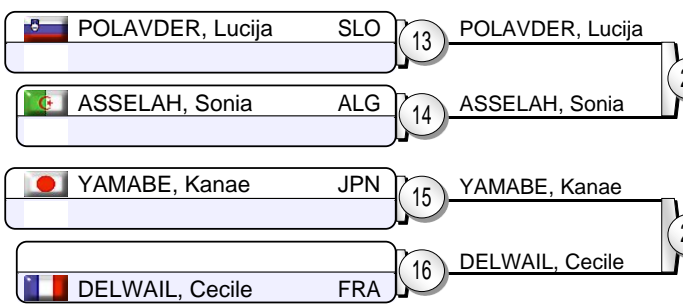 POLAVDER, Lucija SLO 13 POLAVDER, Lucija
ASSELAH, Sonia ALG 14 ASSELAH, Sonia
YAMABE, Kanae JPN 15 YAMABE, Kanae
16 DELWAIL, Cecile
DELWAIL, Cecile FRA